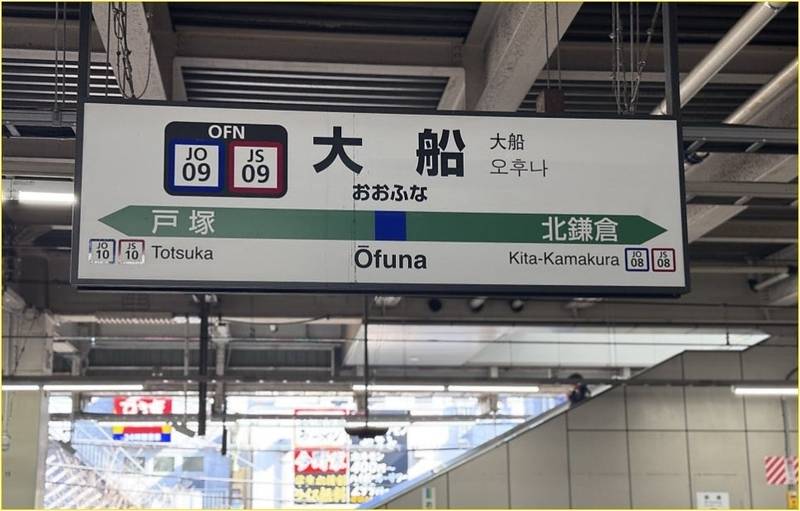 OFN
JO 09
JS 09
大船
大船
오후나
おおふな
戸塚
北鎌倉
JO 10
JS 10
Totsuka
Ōfuna
Kita-Kamakura
JO 08
JS 08